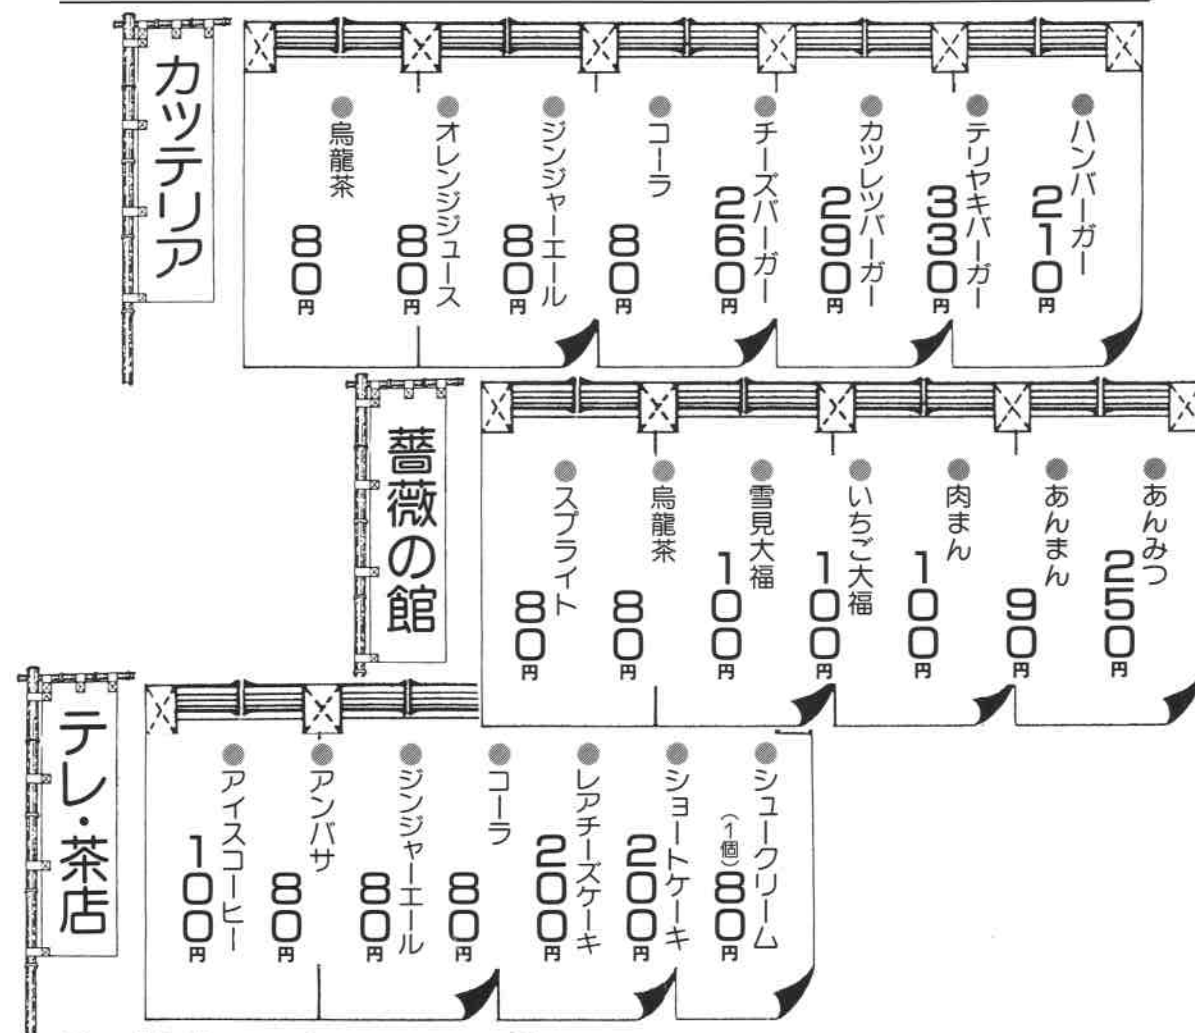 カッテリア
ハンバーガー
210円
テリヤキバーガー
330円
カツレツバーガー
290円
チーズバーガー
260円
コーラ
80円
ジンジャーエール
80円
オレンジジュース
80円
烏龍茶
80円
薔薇の館
あんみつ
250円
あんまん
90円
肉まん
100円
いちご大福
100円
雪見大福
100円
烏龍茶
80円
スプライト
80円
テレ・茶店
シュークリーム
(1個)80円
ショートケーキ
200円
レアチーズケーキ
200円
コーラ
80円
ジンジャーエール
80円
アンバサ
80円
アイスコーヒー
100円